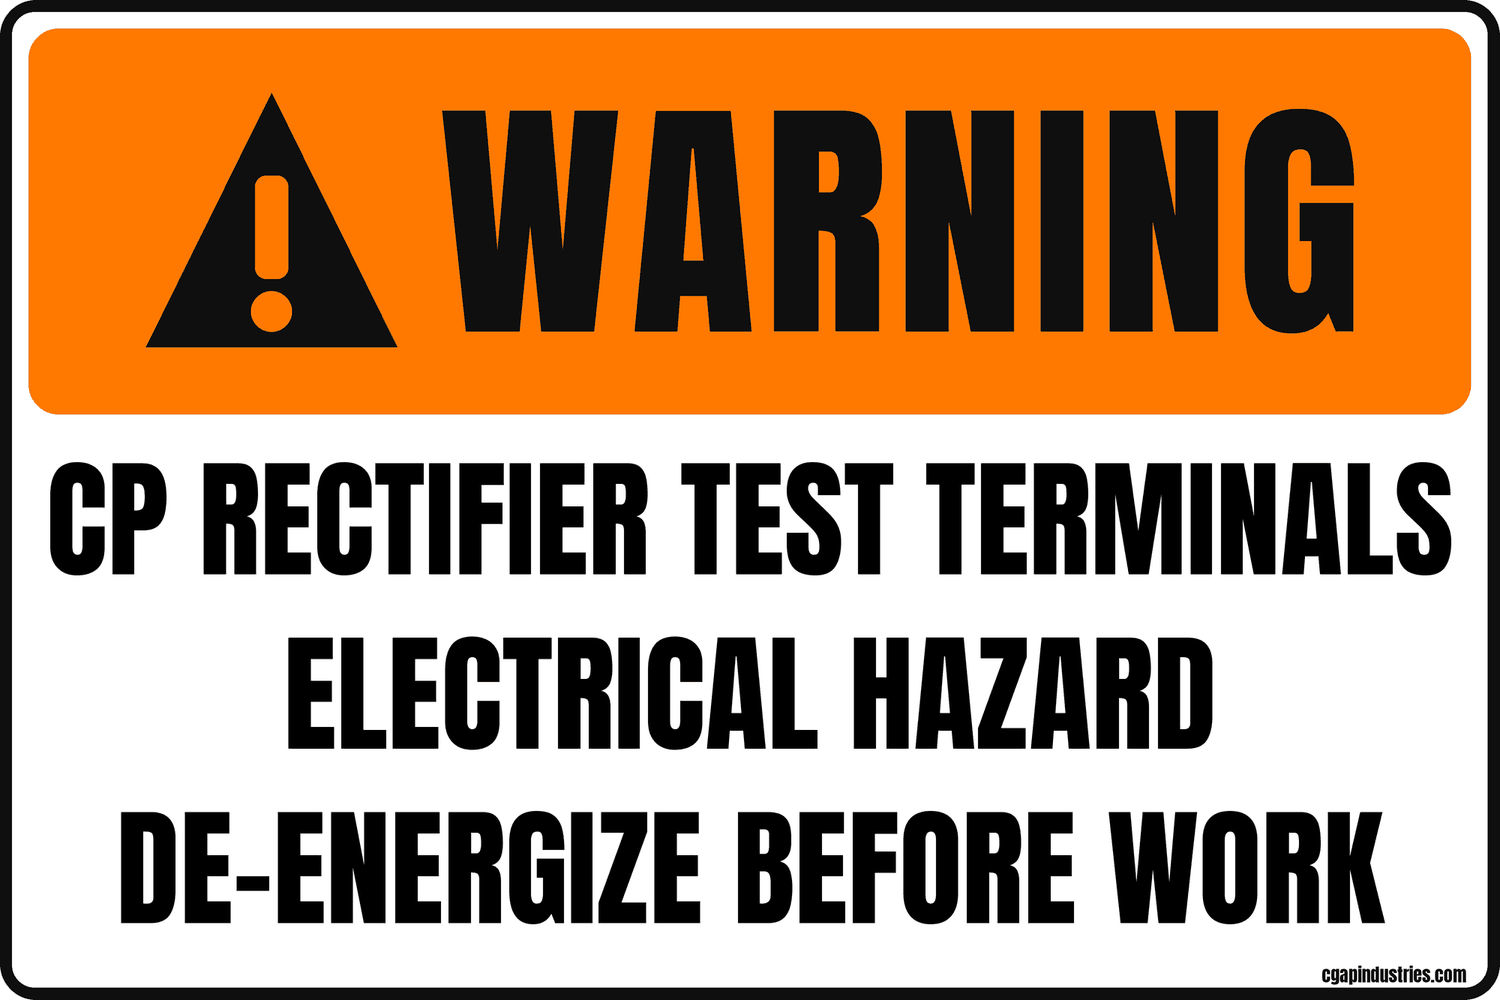 WARNING
CP RECTIFIER TEST TERMINALS
ELECTRICAL HAZARD
DE-ENERGIZE BEFORE WORK
cgapindustries.com